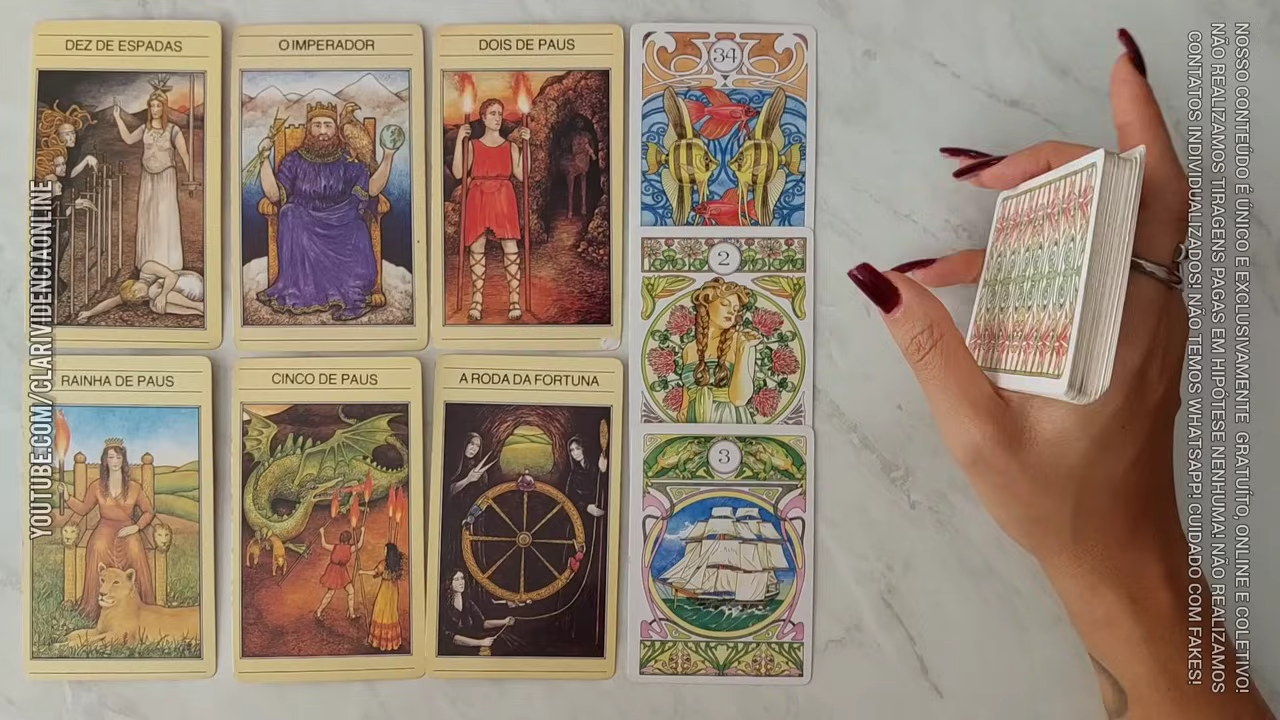 DEZ DE ESPADAS
O IMPERADOR
DOIS DE PAUS
34
2
RAINHA DE PAUS
CINCO DE PAUS
A RODA DA FORTUNA
3
YOUTUBE.COM/CLARIVIDENCIAONLINE
NOSSO CONTEÚDO É ÚNICO E EXCLUSIVAMENTE GRATUÍTO, ONLINE E COLETIVO!
NÃO REALIZAMOS TIRAGENS PAGAS EM HIPÓTESE NENHUMA! NÃO REALIZAMOS
CONTATOS INDIVIDUALIZADOS! NÃO TEMOS WHATSAPP! CUIDADO COM FAKES!